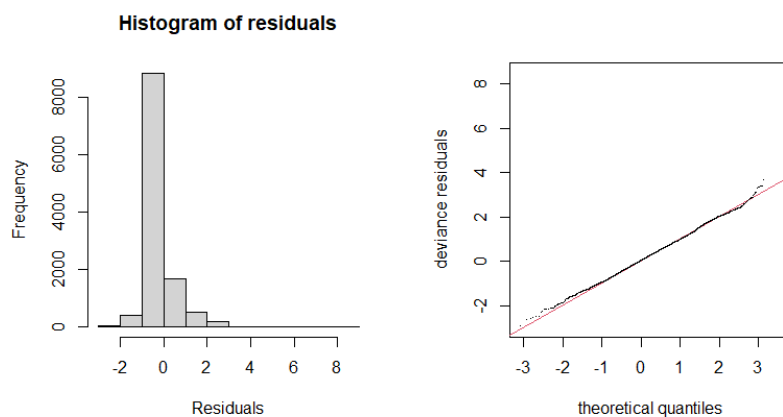 Histogram of residuals
Frequency
0 2000 4000 6000 8000
-2 0 2 4 6 8
Residuals
deviance residuals
-2 0 2 4 6 8
-3 -2 -1 0 1 2 3
theoretical quantiles